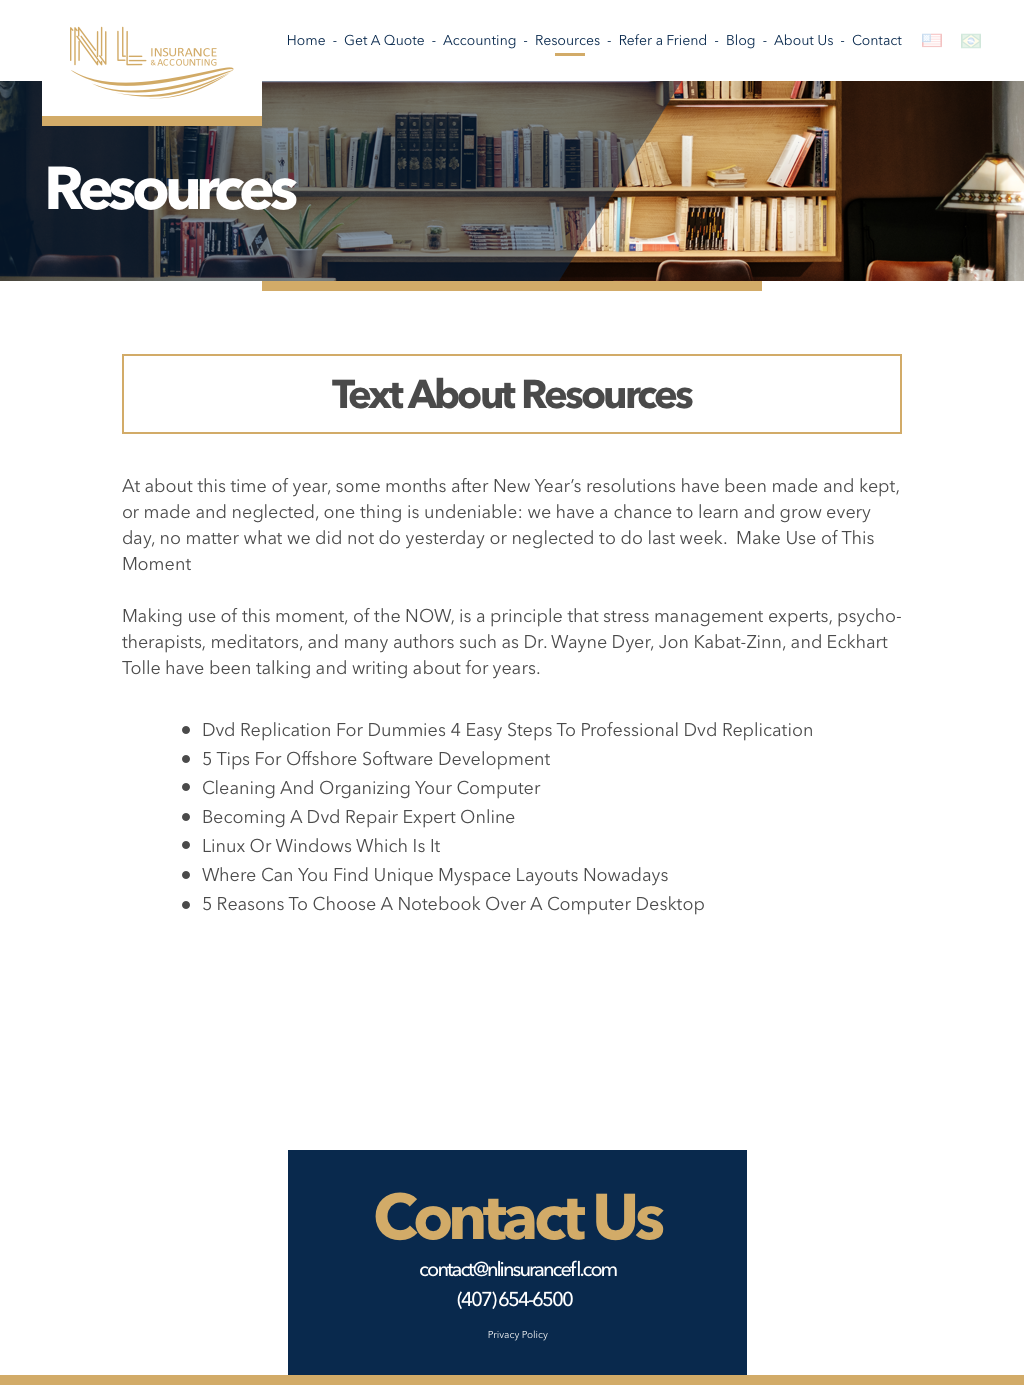 NL INSURANCE
& ACCOUNTING
Home - Get A Quote - Accounting - Resources - Refer a Friend - Blog - About Us - Contact
Resources
Text About Resources
At about this time of year, some months after New Year’s resolutions have been made and kept,
or made and neglected, one thing is undeniable: we have a chance to learn and grow every
day, no matter what we did not do yesterday or neglected to do last week.  Make Use of This
Moment
Making use of this moment, of the NOW, is a principle that stress management experts, psycho-
therapists, meditators, and many authors such as Dr. Wayne Dyer, Jon Kabat-Zinn, and Eckhart
Tolle have been talking and writing about for years.
● Dvd Replication For Dummies 4 Easy Steps To Professional Dvd Replication
● 5 Tips For Offshore Software Development
● Cleaning And Organizing Your Computer
● Becoming A Dvd Repair Expert Online
● Linux Or Windows Which Is It
● Where Can You Find Unique Myspace Layouts Nowadays
● 5 Reasons To Choose A Notebook Over A Computer Desktop
Contact Us
contact@nlinsurancefl.com
(407) 654-6500
Privacy Policy